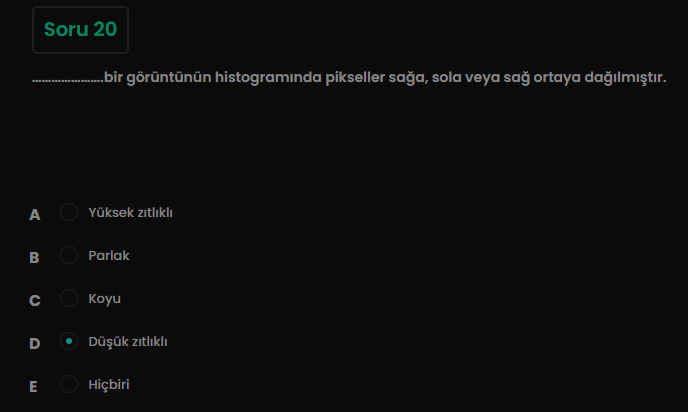 Soru 20
........................bir görüntünün histogramında pikseller sağa, sola veya sağ ortaya dağılmıştır.
A Yüksek zıtlıklı
B Parlak
C Koyu
D Düşük zıtlıklı
E Hiçbiri